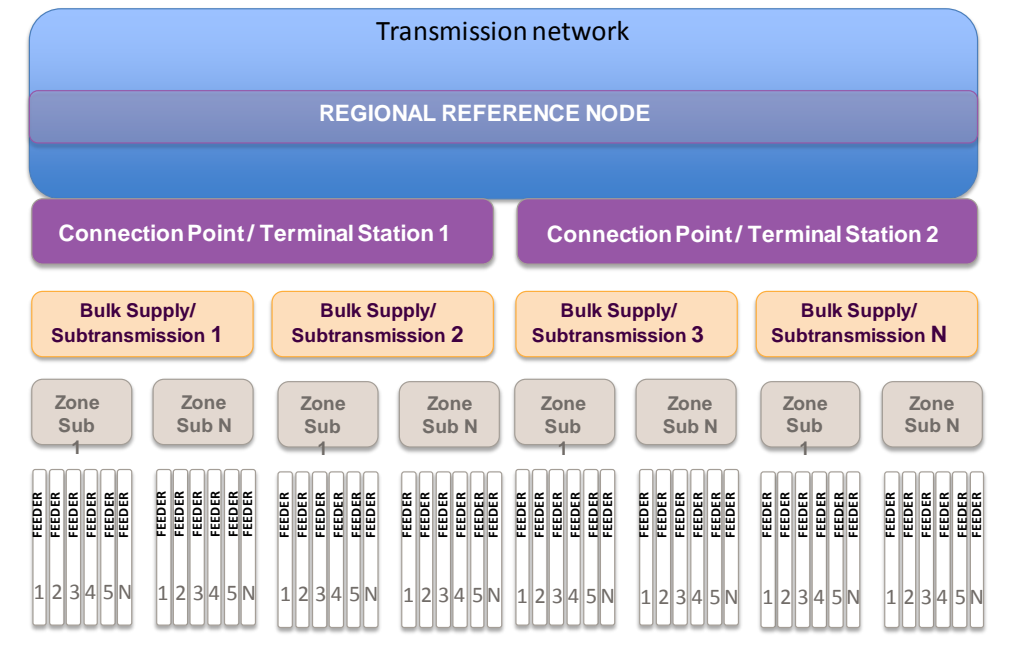 Transmission network
REGIONAL REFERENCE NODE
Connection Point / Terminal Station 1
Connection Point / Terminal Station 2
Bulk Supply/
Subtransmission 1
Bulk Supply/
Subtransmission 2
Bulk Supply/
Subtransmission 3
Bulk Supply/
Subtransmission N
Zone
Sub
1
Zone
Sub N
Zone
Sub
1
Zone
Sub N
Zone
Sub
1
Zone
Sub N
Zone
Sub
1
Zone
Sub N
FEEDER 1
FEEDER 2
FEEDER 3
FEEDER 4
FEEDER 5
FEEDER N
FEEDER 1
FEEDER 2
FEEDER 3
FEEDER 4
FEEDER 5
FEEDER N
FEEDER 1
FEEDER 2
FEEDER 3
FEEDER 4
FEEDER 5
FEEDER N
FEEDER 1
FEEDER 2
FEEDER 3
FEEDER 4
FEEDER 5
FEEDER N
FEEDER 1
FEEDER 2
FEEDER 3
FEEDER 4
FEEDER 5
FEEDER N
FEEDER 1
FEEDER 2
FEEDER 3
FEEDER 4
FEEDER 5
FEEDER N
FEEDER 1
FEEDER 2
FEEDER 3
FEEDER 4
FEEDER 5
FEEDER N
FEEDER 1
FEEDER 2
FEEDER 3
FEEDER 4
FEEDER 5
FEEDER N